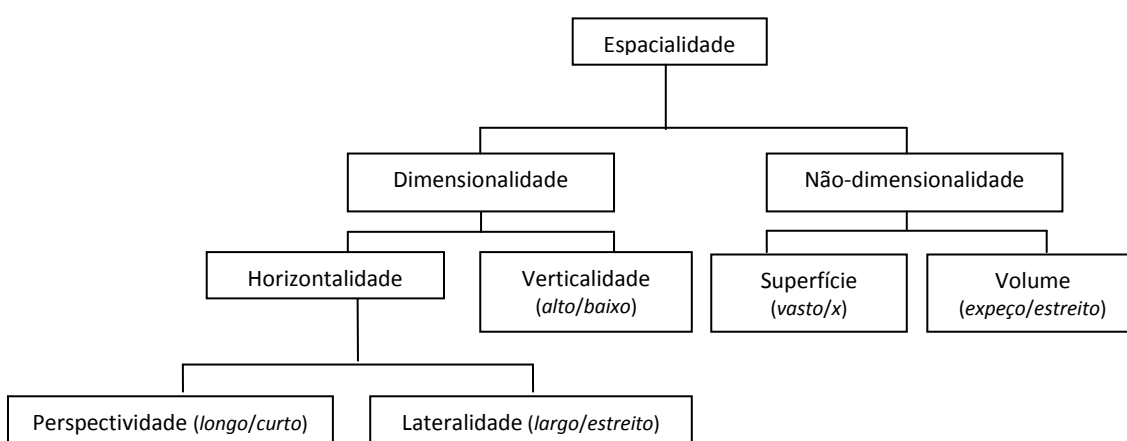 Espacialidade
Dimensionalidade
Não-dimensionalidade
Horizontalidade
Verticalidade
(alto/baixo)
Superfície
(vasto/x)
Volume
(expeço/estreito)
Perspectividade (longo/curto)
Lateralidade (largo/estreito)